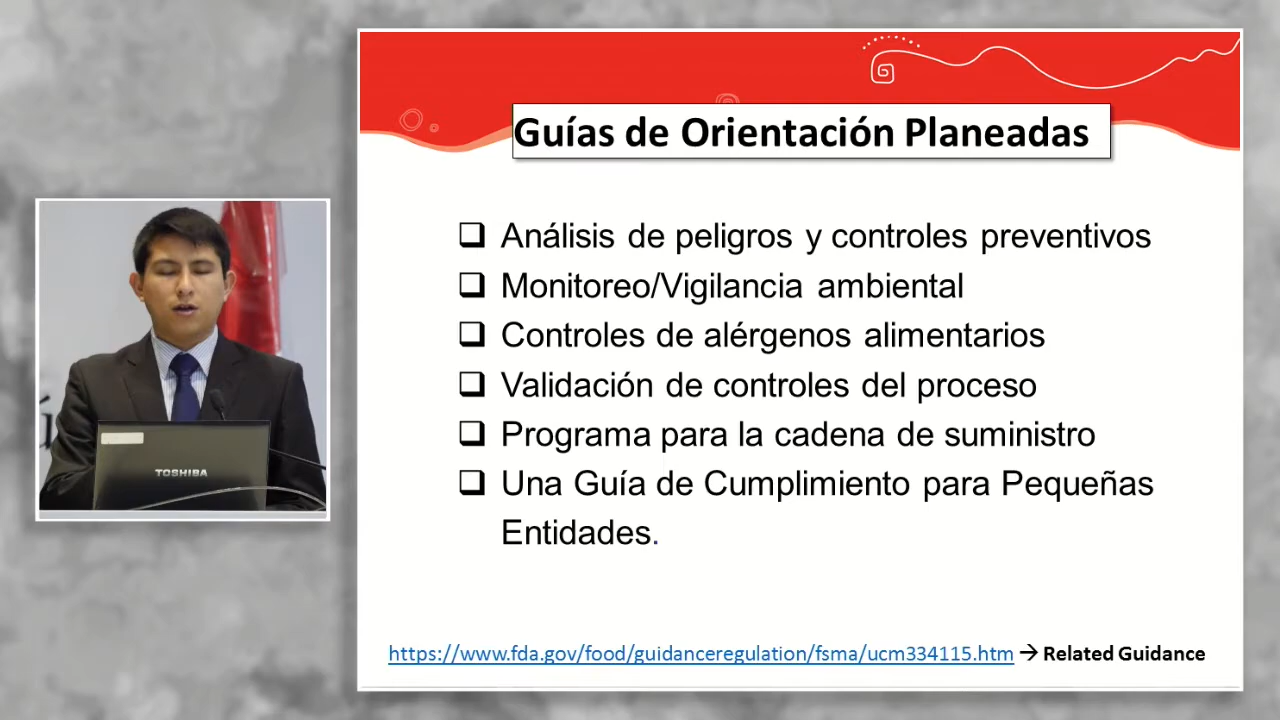 Guías de Orientación Planeadas
Análisis de peligros y controles preventivos
Monitoreo/Vigilancia ambiental
Controles de alérgenos alimentarios
Validación de controles del proceso
Programa para la cadena de suministro
Una Guía de Cumplimiento para Pequeñas
Entidades.
https://www.fda.gov/food/guidanceregulation/fsma/ucm334115.htm → Related Guidance
TOSHIBA